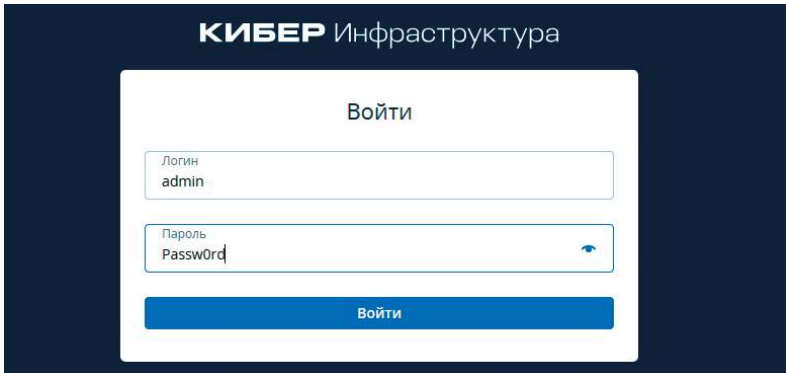 КИБЕР Инфраструктура
Войти
Логин
admin
Пароль
Passw0rd
Войти